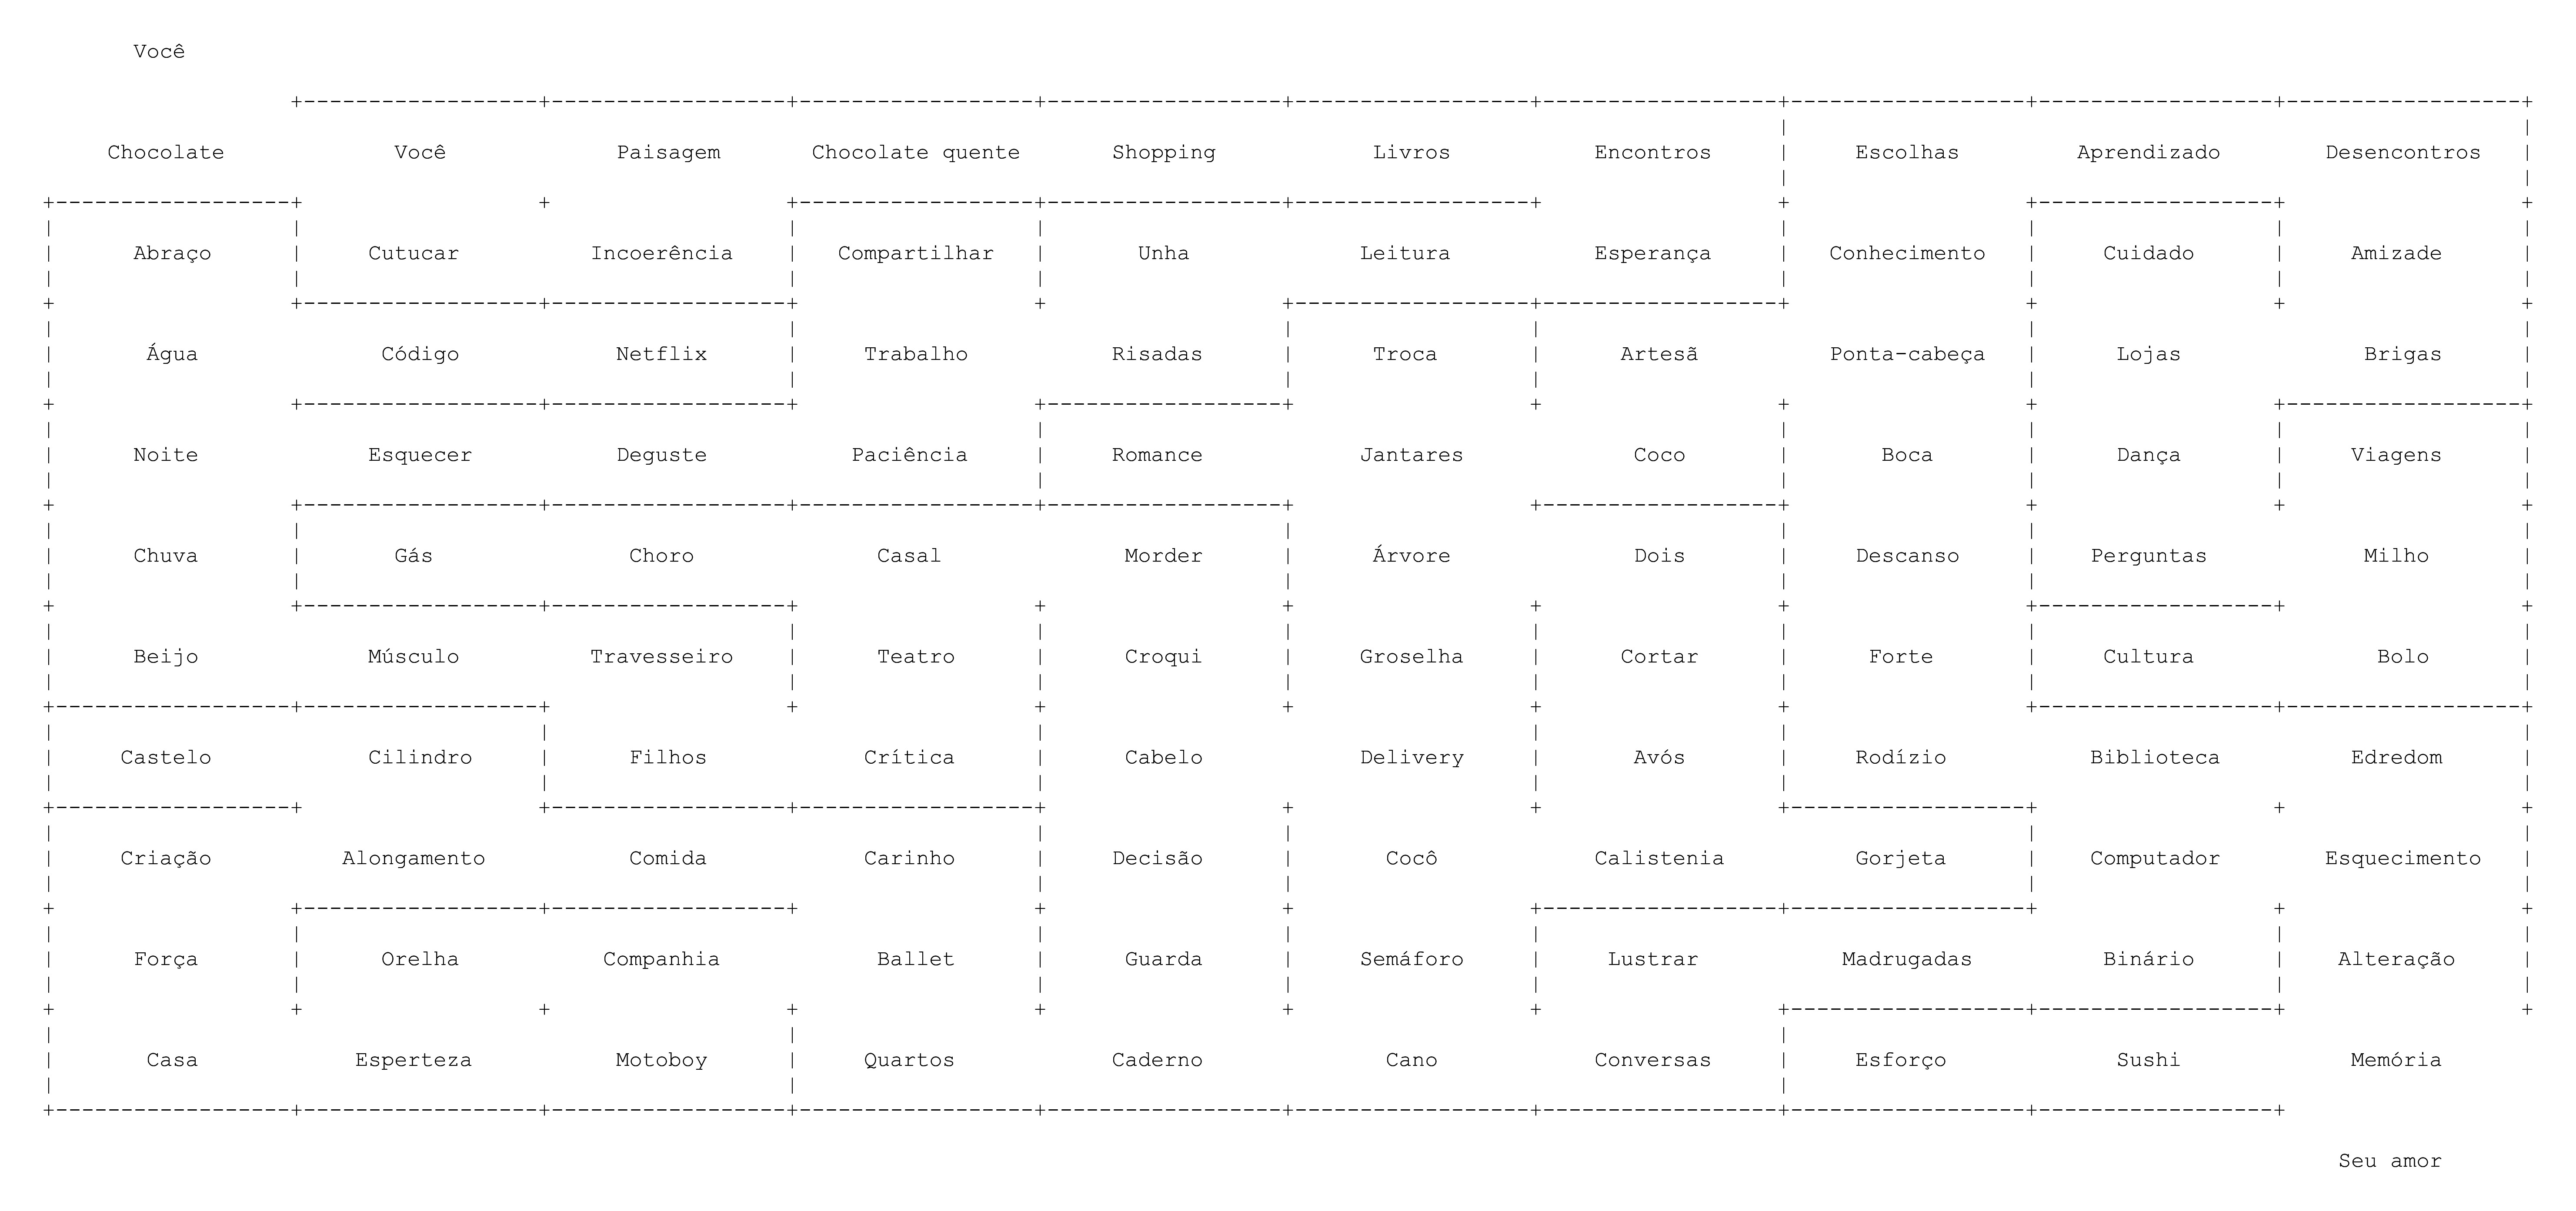 Você
Chocolate Você Paisagem Chocolate quente Shopping Livros Encontros Escolhas Aprendizado Desencontros
Abraço Cutucar Incoerência Compartilhar Unha Leitura Esperança Conhecimento Cuidado Amizade
Água Código Netflix Trabalho Risadas Troca Artesã Ponta-cabeça Lojas Brigas
Noite Esquecer Deguste Paciência Romance Jantares Coco Boca Dança Viagens
Chuva Gás Choro Casal Morder Árvore Dois Descanso Perguntas Milho
Beijo Músculo Travesseiro Teatro Croqui Groselha Cortar Forte Cultura Bolo
Castelo Cilindro Filhos Crítica Cabelo Delivery Avós Rodízio Biblioteca Edredom
Criação Alongamento Comida Carinho Decisão Cocô Calistenia Gorjeta Computador Esquecimento
Força Orelha Companhia Ballet Guarda Semáforo Lustrar Madrugadas Binário Alteração
Casa Esperteza Motoboy Quartos Caderno Cano Conversas Esforço Sushi Memória
Seu amor